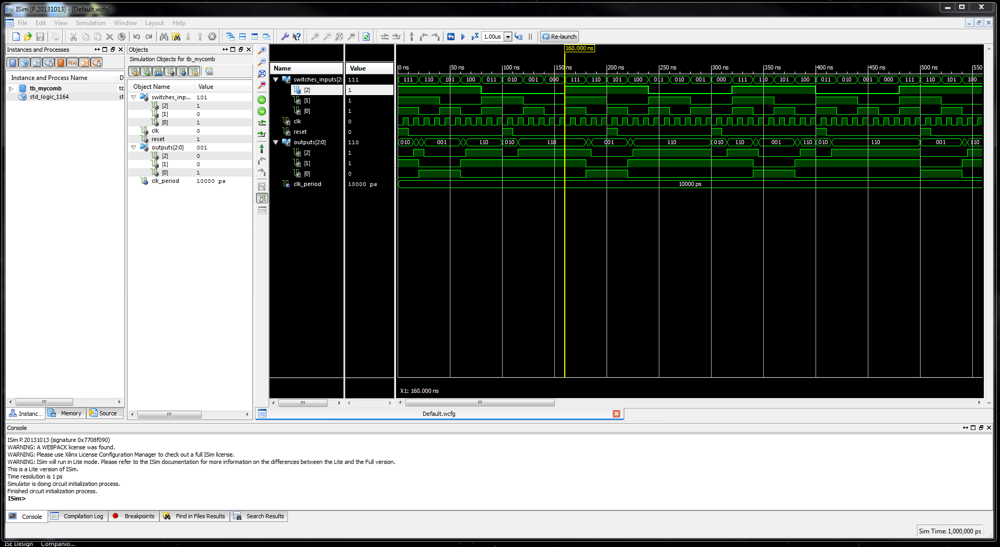 ISim (P.20131013) - [Default.wcfg]
File Edit View Simulation Window Layout Help
1.00us Re-launch
Instances and Processes
Instance and Process Name D
tb_mycomb tb
std_logic_1164 st
Instanc... Memory Source ...
Objects
Simulation Objects for tb_mycomb
Object Name Value
switches_inp... 101
[2] 1
[1] 0
[0] 1
clk 0
reset 1
outputs[2:0] 001
[2] 0
[1] 0
[0] 1
clk_period 10000 ps
Name Value
switches_inputs[2: 111
[2] 1
[1] 1
[0] 1
clk 0
reset 0
outputs[2:0] 110
[2] 1
[1] 1
[0] 0
clk_period 10000 ps
160.000 ns
0 ns 50 ns 100 ns 150 ns 200 ns 250 ns 300 ns 350 ns 400 ns 450 ns 500 ns 550
111 110 101 100 011 010 001 000 111 110 101 100 011 010 001 000 111 110 101 100 011 010 001 000 111 110 101 100
010 001 110 010 110 001 110 010 110 001 110 010 110 001 110
10000 ps
X1: 160.000 ns
Default.wcfg
Console
ISim P.20131013 (signature 0x7708f090)
WARNING: A WEBPACK license was found.
WARNING: Please use Xilinx License Configuration Manager to check out a full ISim license.
WARNING: ISim will run in Lite mode. Please refer to the ISim documentation for more information on the differences between the Lite and the Full version.
This is a Lite version of ISim.
Time resolution is 1 ps
Simulator is doing circuit initialization process.
Finished circuit initialization process.
ISim>
Console Compilation Log Breakpoints Find in Files Results Search Results
Sim Time: 1,000,000 ps
ISE Design Companio...